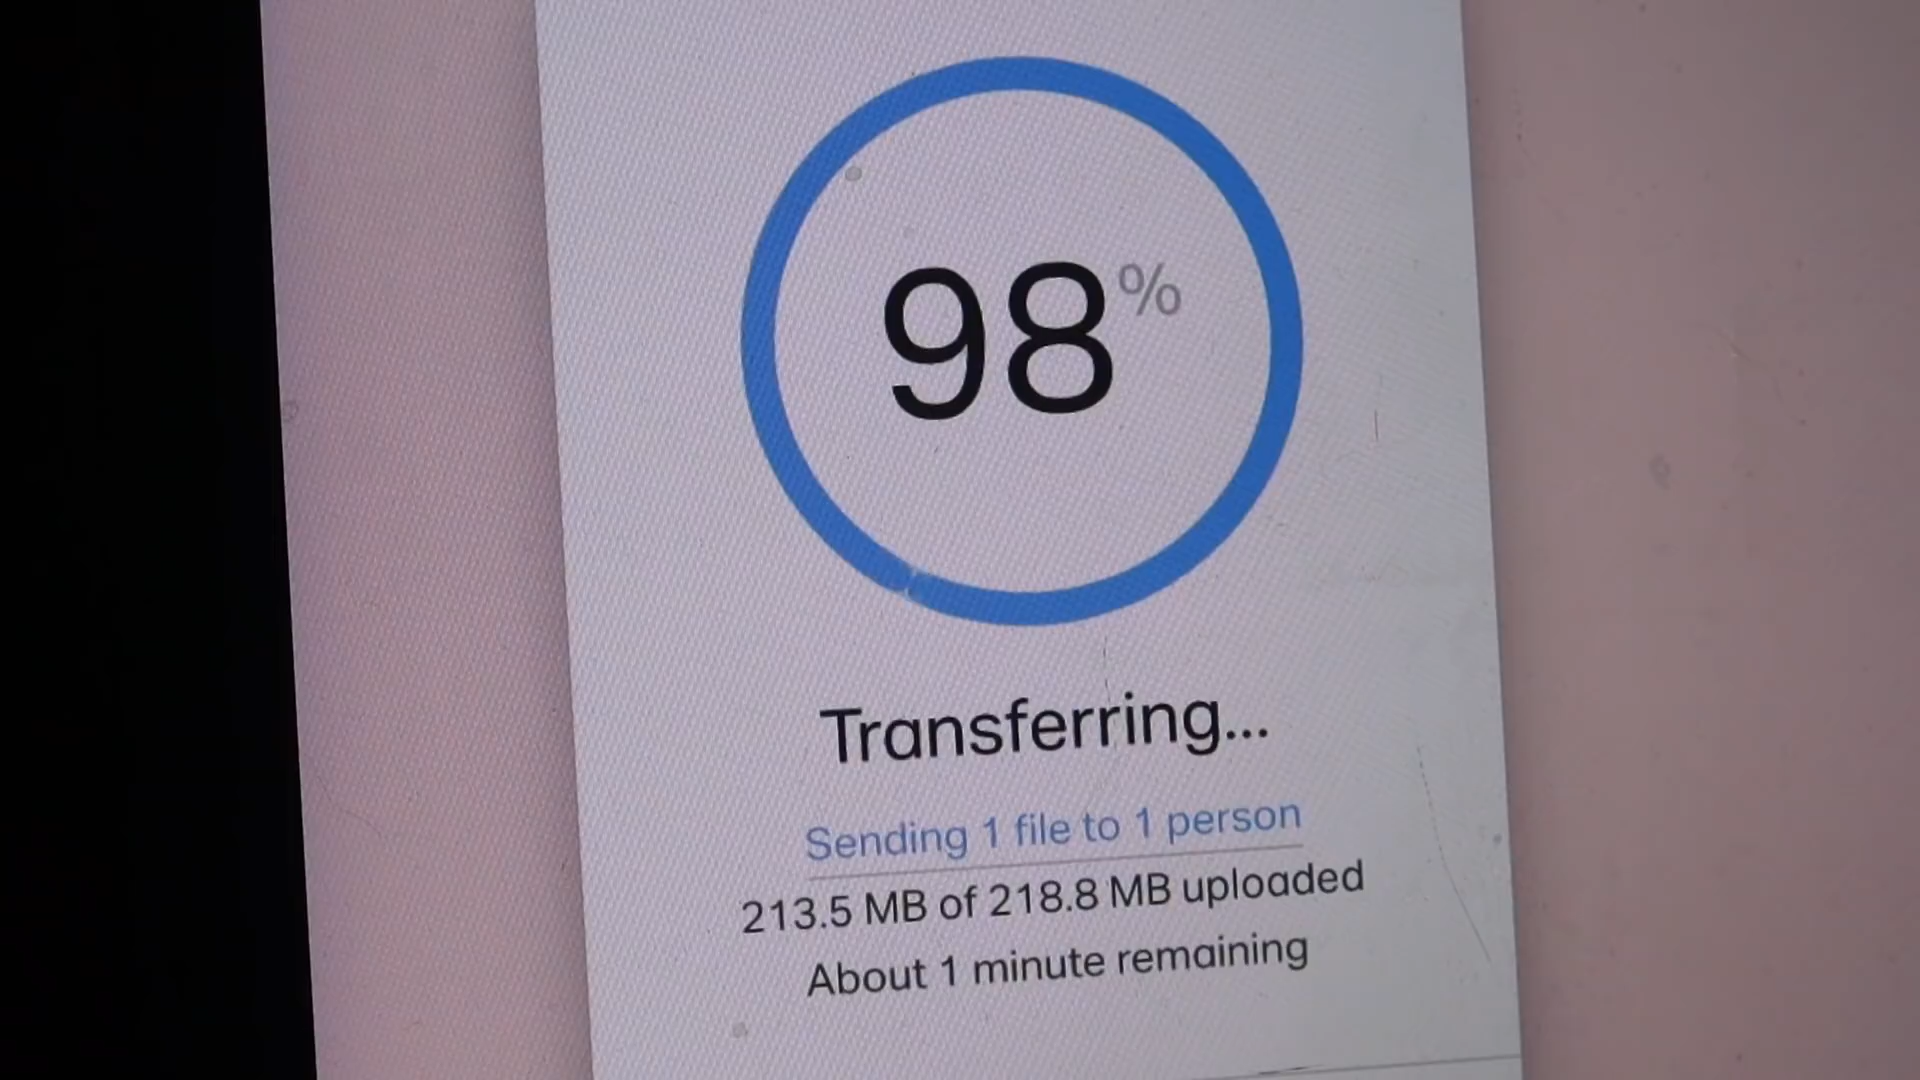 98%
Transferring...
Sending 1 file to 1 person
213.5 MB of 218.8 MB uploaded
About 1 minute remaining